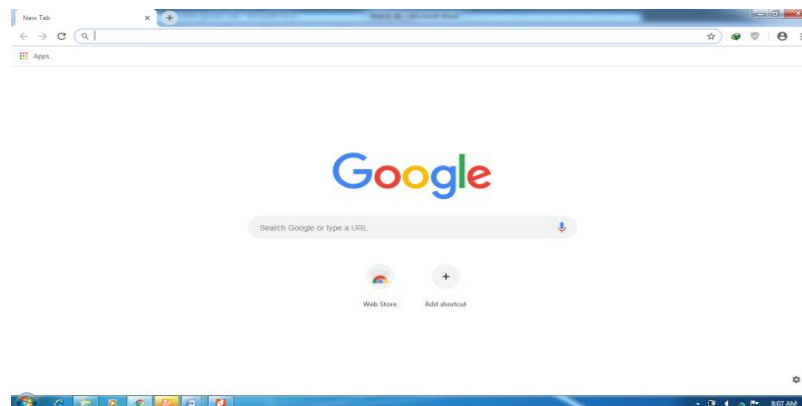 New Tab
Apps
Google
Search Google or type a URL
Web Store
Add shortcut
8:07 AM